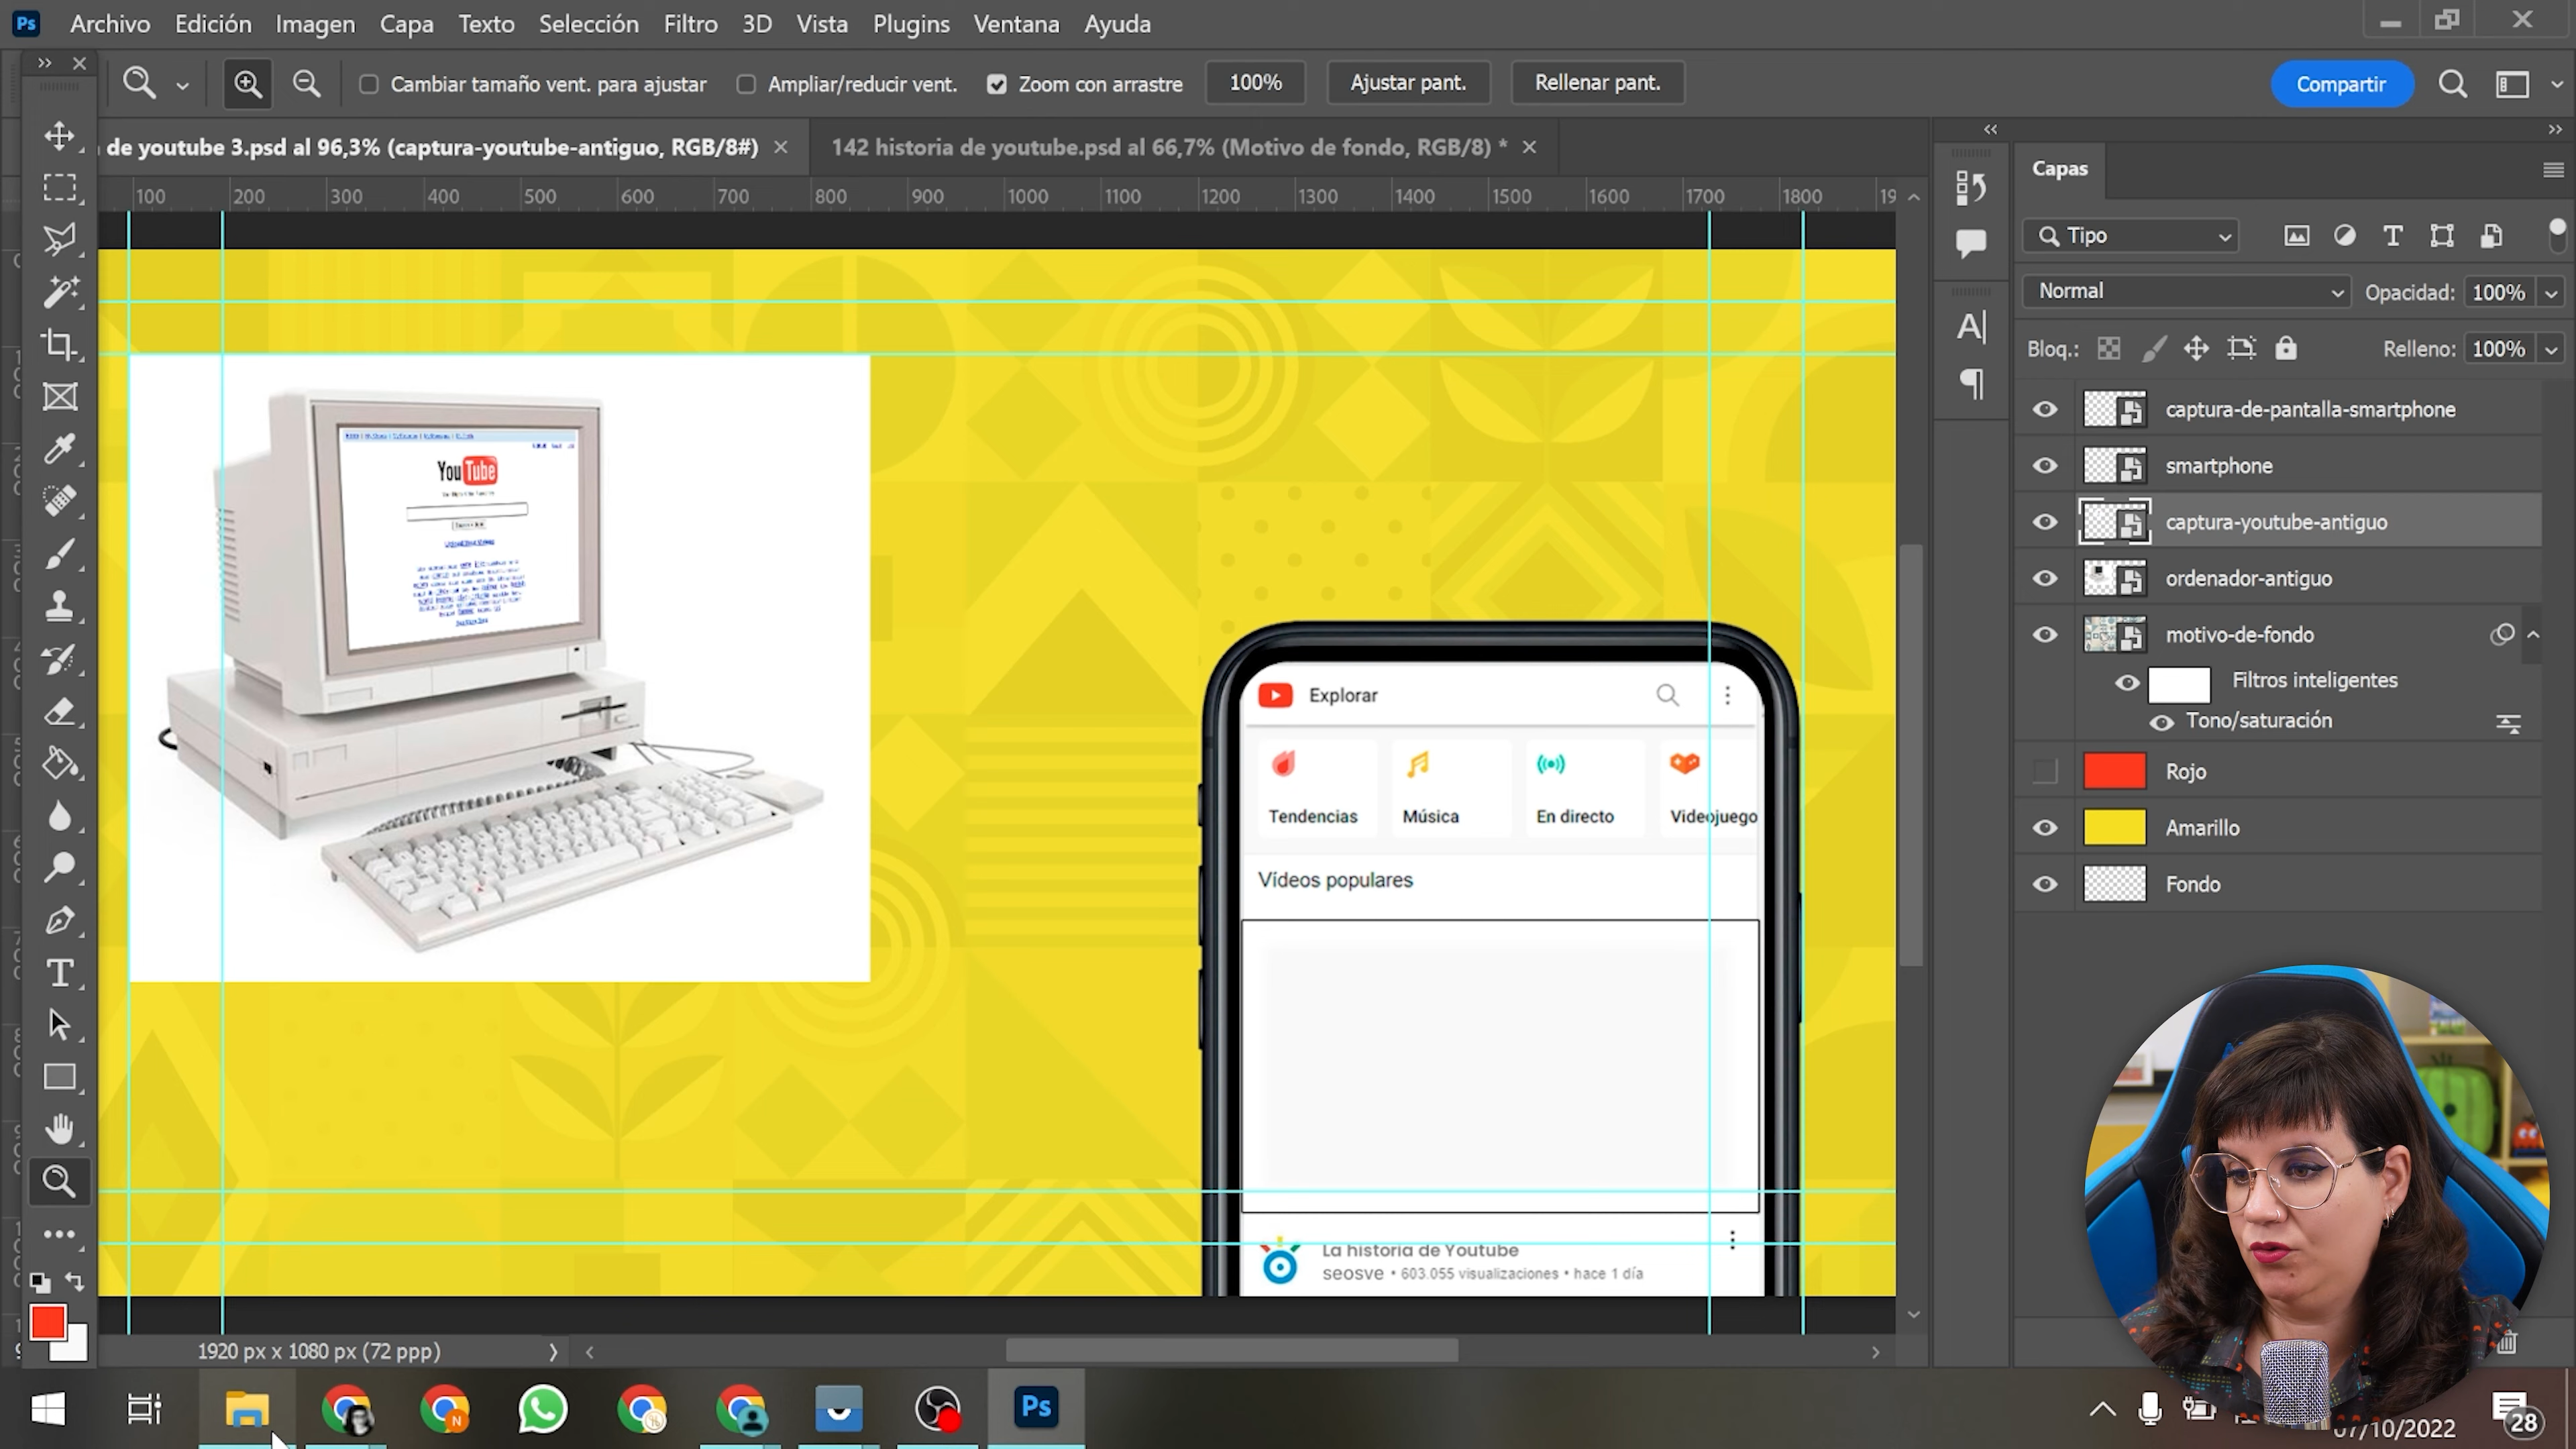 Ps Archivo Edición Imagen Capa Texto Selección Filtro 3D Vista Plugins Ventana Ayuda
Cambiar tamaño vent. para ajustar Ampliar/reducir vent. Zoom con arrastre 100% Ajustar pant. Rellenar pant. Compartir
de youtube 3.psd al 96,3% (captura-youtube-antiguo, RGB/8#) × 142 historia de youtube.psd al 66,7% (Motivo de fondo, RGB/8) * ×
100 200 300 400 500 600 700 800 900 1000 1100 1200 1300 1400 1500 1600 1700 1800 19
Capas
Tipo
Normal Opacidad: 100%
Bloq.: Relleno: 100%
captura-de-pantalla-smartphone
smartphone
captura-youtube-antiguo
ordenador-antiguo
motivo-de-fondo
Filtros inteligentes
Tono/saturación
Rojo
Amarillo
Fondo
YouTube
Explorar
Tendencias Música En directo Videojuego
Vídeos populares
La historia de Youtube
seosve • 603.055 visualizaciones • hace 1 día
1920 px x 1080 px (72 ppp)
N Ps
07/10/2022 28